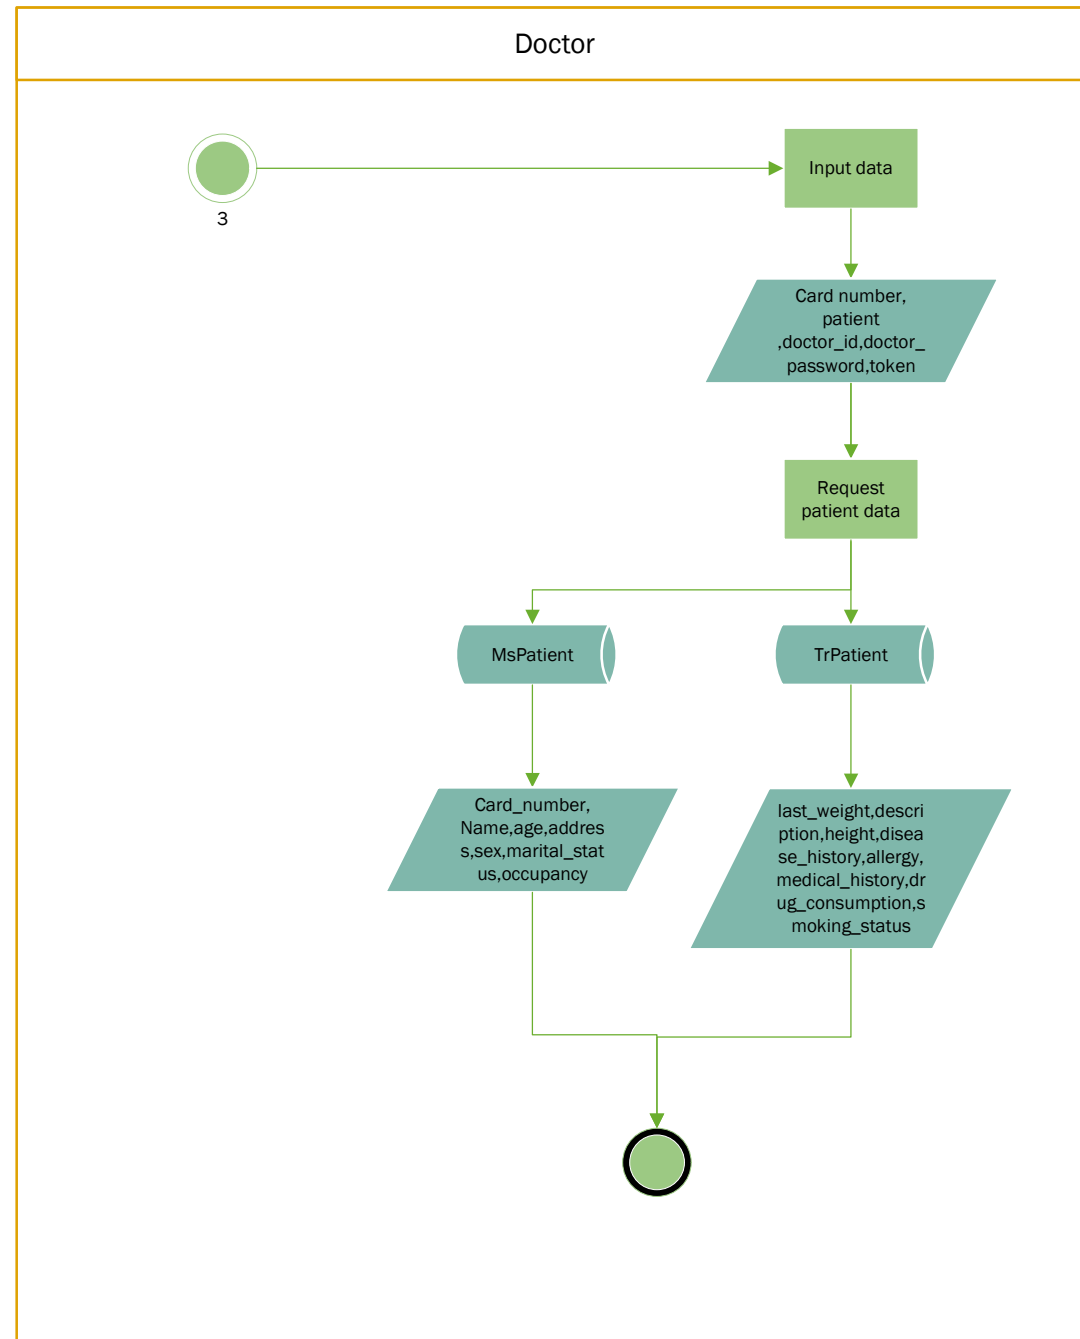 Doctor
3
Input data
Card number,
patient
,doctor_id,doctor_
password,token
Request
patient data
MsPatient
TrPatient
Card_number,
Name,age,addres
s,sex,marital_stat
us,occupancy
last_weight,descri
ption,height,disea
se_history,allergy,
medical_history,dr
ug_consumption,s
moking_status